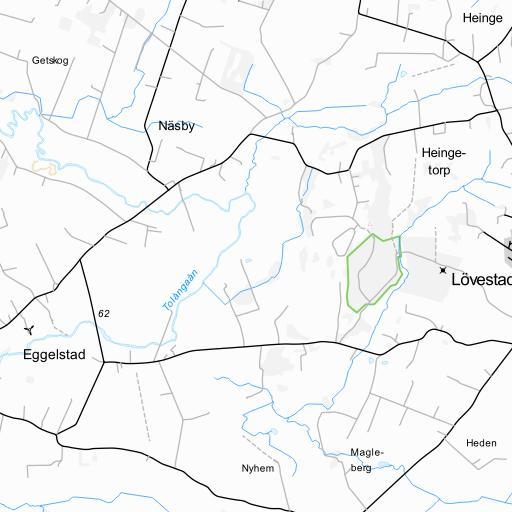 Heinge
Getskog
Näsby
Heinge-
torp
Tolångaån
Lövestad
62
Eggelstad
Magle-
berg
Heden
Nyhem